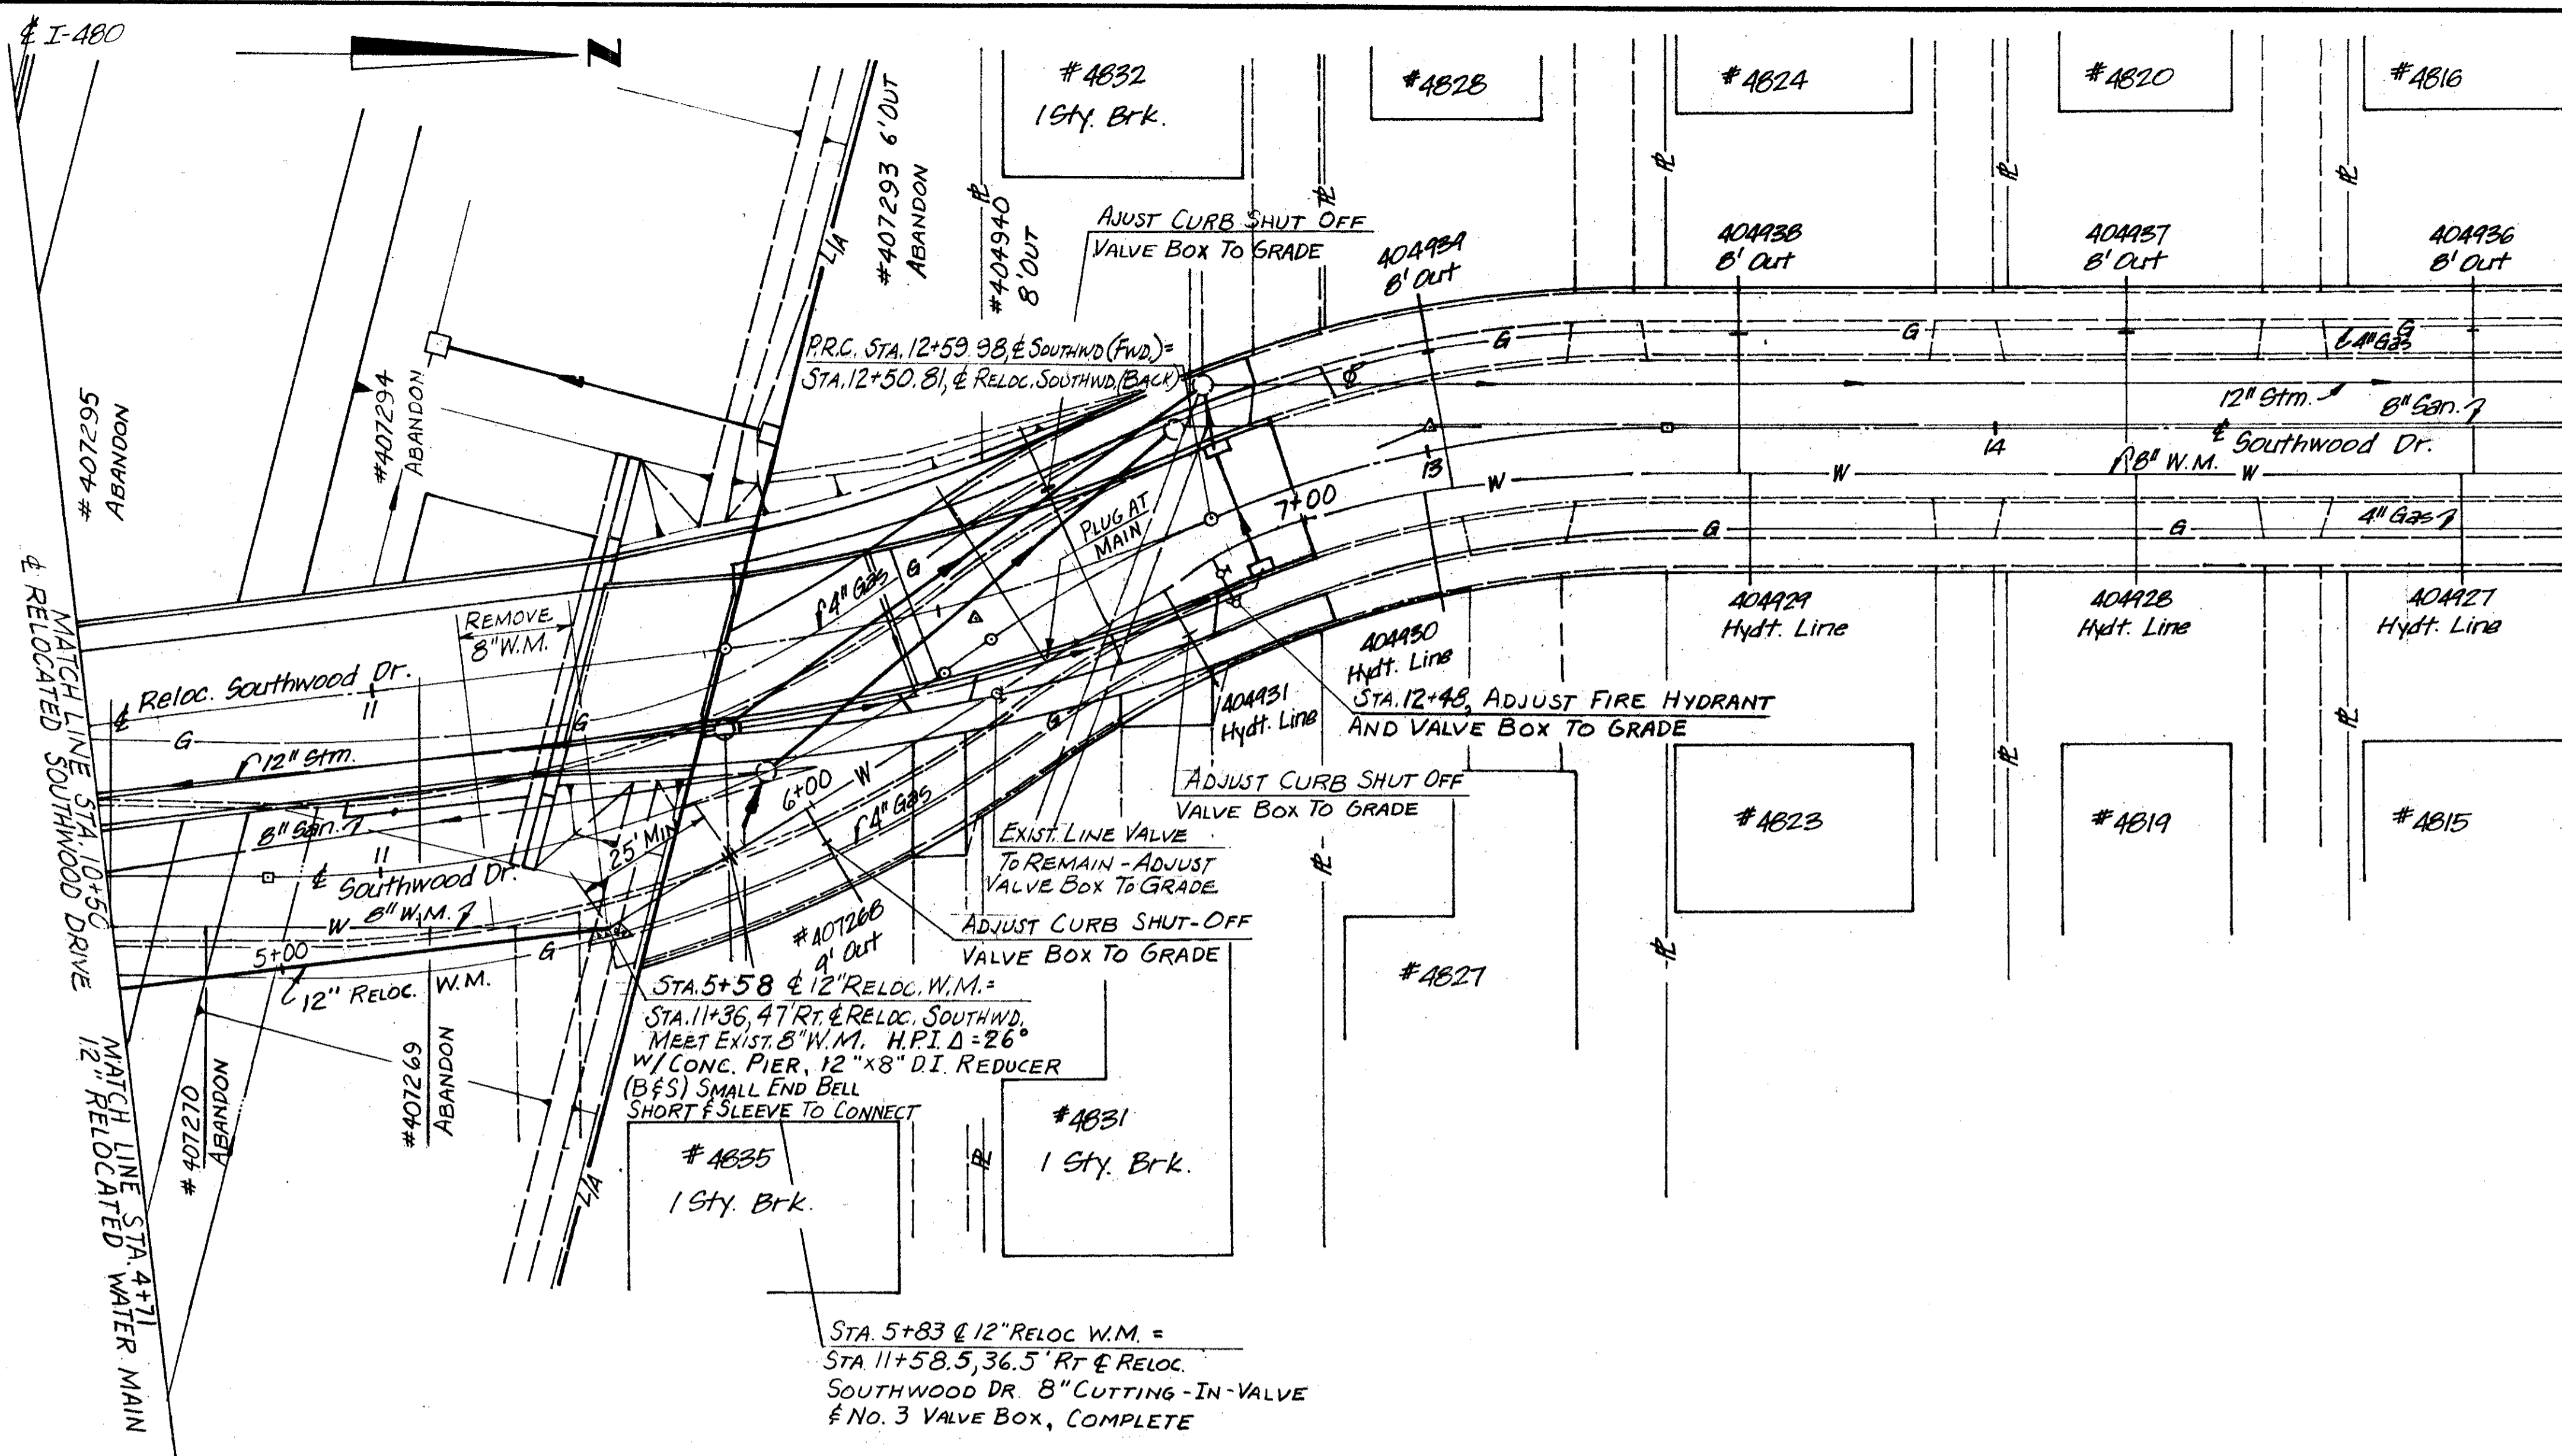 ℄ I-480
N
#4832
1 Sty. Brk.
#4828
#4824
#4820
#4816
#407293 6'OUT
ABANDON
#404940
8'OUT
℄
℄
℄
℄
℄
L/A
AJUST CURB SHUT OFF
VALVE BOX TO GRADE
404939
8' Out
404938
8' Out
404937
8' Out
404936
8' Out
P.R.C. STA. 12+59.98, ℄ SOUTHWD (FWD.)=
STA. 12+50.81, ℄ RELOC. SOUTHWD. (BACK)
#407295
ABANDON
#407294
ABANDON
G
G
G
4" Gas
12" Stm.
8" San.
℄ Southwood Dr.
13
14
8" W.M.
W
W
W
7+00
PLUG AT
MAIN
4" Gas
G
G
G
4" Gas
REMOVE
8" W.M.
404929
Hydt. Line
404928
Hydt. Line
404927
Hydt. Line
404930
Hydt. Line
404931
Hydt. Line
STA. 12+48, ADJUST FIRE HYDRANT
AND VALVE BOX TO GRADE
℄ Reloc. Southwood Dr.
11
G
G
G
12" Stm.
MATCH LINE STA. 10+50
℄ RELOCATED SOUTHWOOD DRIVE
ADJUST CURB SHUT OFF
VALVE BOX TO GRADE
6+00
W
4" Gas
25' MIN
8" San.
11
℄ Southwood Dr.
8" W.M.
W
EXIST. LINE VALVE
TO REMAIN - ADJUST
VALVE BOX TO GRADE
#4823
#4819
#4815
℄
℄
℄
℄
ADJUST CURB SHUT-OFF
VALVE BOX TO GRADE
#407268
9' Out
5+00
G
12" RELOC. W.M.
#4827
STA. 5+58 ℄ 12" RELOC. W.M. =
STA. 11+36, 47' RT. ℄ RELOC. SOUTHWD.
MEET EXIST. 8" W.M. H.P.I. Δ = 26°
W/ CONC. PIER, 12"x8" D.I. REDUCER
(B&S) SMALL END BELL
SHORT & SLEEVE TO CONNECT
#407270
ABANDON
#407269
ABANDON
MATCH LINE STA. 4+71
12" RELOCATED WATER MAIN
L/A
#4835
1 Sty. Brk.
℄
#4831
1 Sty. Brk.
STA. 5+83 ℄ 12" RELOC W.M. =
STA. 11+58.5, 36.5' RT ℄ RELOC.
SOUTHWOOD DR. 8" CUTTING-IN-VALVE
& NO. 3 VALVE BOX, COMPLETE